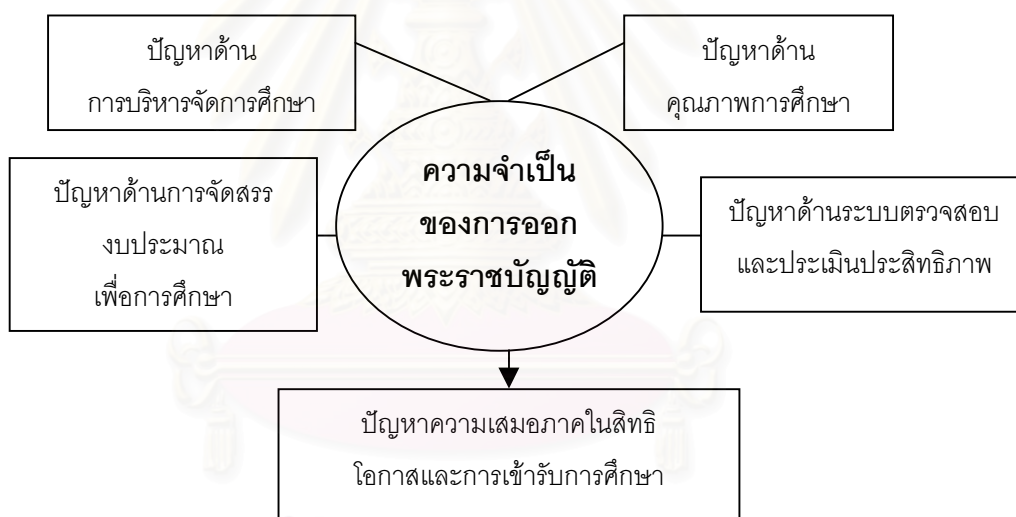 ปัญหาด้าน
การบริหารจัดการศึกษา
ปัญหาด้าน
คุณภาพการศึกษา
ความจำเป็น
ของการออก
พระราชบัญญัติ
ปัญหาด้านการจัดสรร
งบประมาณ
เพื่อการศึกษา
ปัญหาด้านระบบตรวจสอบ
และประเมินประสิทธิภาพ
ปัญหาความเสมอภาคในสิทธิ
โอกาสและการเข้ารับการศึกษา